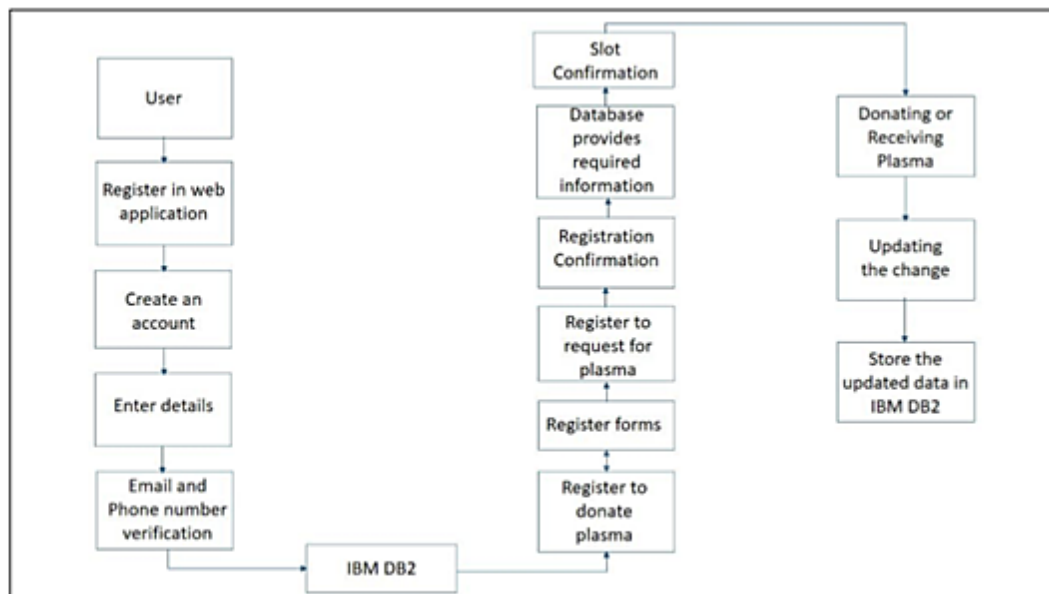 User
Register in web
application
Create an
account
Enter details
Email and
Phone number
verification
IBM DB2
Register to
donate
plasma
Register forms
Register to
request for
plasma
Registration
Confirmation
Database
provides
required
information
Slot
Confirmation
Donating or
Receiving
Plasma
Updating
the change
Store the
updated data in
IBM DB2